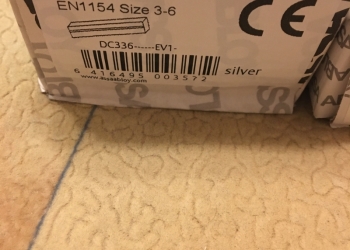 EN1154 Size 3-6
CE
DC336------EV1-
6 416495 003572
silver
www.assaabloy.com